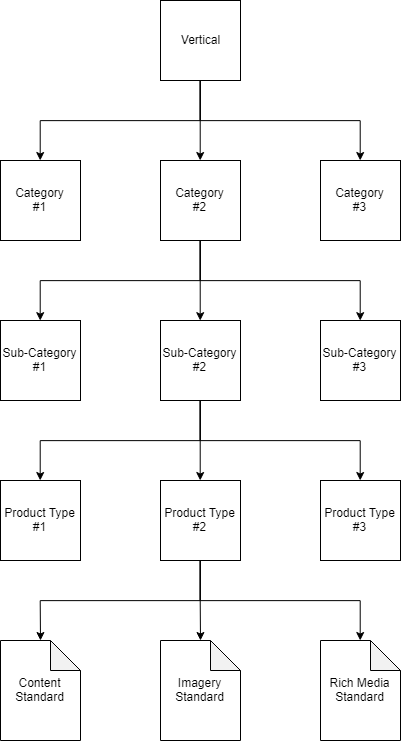 Vertical
Category
#1
Category
#2
Category
#3
Sub-Category
#1
Sub-Category
#2
Sub-Category
#3
Product Type
#1
Product Type
#2
Product Type
#3
Content
Standard
Imagery
Standard
Rich Media
Standard